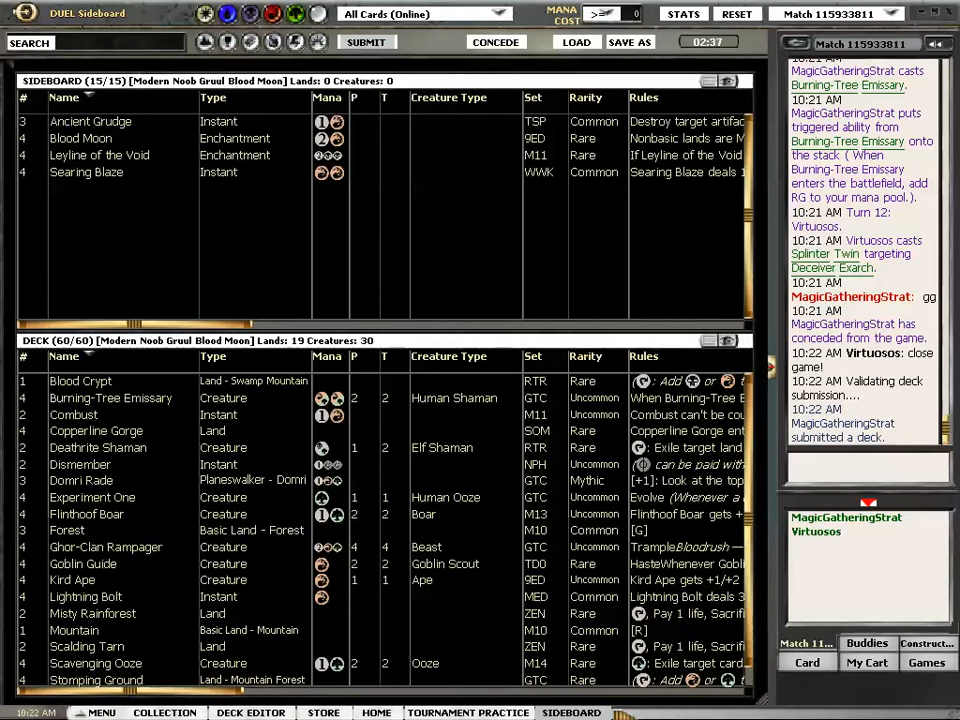 DUEL Sideboard
All Cards (Online)
MANA COST
>=
0
STATS
RESET
Match 115933811
SEARCH
SUBMIT
CONCEDE
LOAD
SAVE AS
02:37
Match 115933811
SIDEBOARD (15/15) [Modern Noob Gruul Blood Moon] Lands: 0 Creatures: 0
# Name Type Mana P T Creature Type Set Rarity Rules
3 Ancient Grudge Instant 1 TSP Common Destroy target artifac
4 Blood Moon Enchantment 2 9ED Rare Nonbasic lands are M
4 Leyline of the Void Enchantment 2 M11 Rare If Leyline of the Void
4 Searing Blaze Instant WWK Common Searing Blaze deals 1
DECK (60/60) [Modern Noob Gruul Blood Moon] Lands: 19 Creatures: 30
# Name Type Mana P T Creature Type Set Rarity Rules
1 Blood Crypt Land - Swamp Mountain RTR Rare ( : Add or t
4 Burning-Tree Emissary Creature 2 2 Human Shaman GTC Uncommon When Burning-Tree E
2 Combust Instant 1 M11 Rare Combust can't be cou
4 Copperline Gorge Land SOM Rare Copperline Gorge ent
2 Deathrite Shaman Creature 1 2 Elf Shaman RTR Rare : Exile target land
2 Dismember Instant 1 NPH Uncommon ( can be paid with
3 Domri Rade Planeswalker - Domri 1 GTC Mythic [+1]: Look at the top
4 Experiment One Creature 1 1 Human Ooze GTC Uncommon Evolve (Whenever a
4 Flinthoof Boar Creature 1 2 2 Boar M13 Uncommon Flinthoof Boar gets +
3 Forest Basic Land - Forest M10 Common [G]
4 Ghor-Clan Rampager Creature 2 4 4 Beast GTC Uncommon TrampleBloodrush —
4 Goblin Guide Creature 2 2 Goblin Scout TD0 Rare HasteWhenever Gobli
4 Kird Ape Creature 1 1 Ape 9ED Uncommon Kird Ape gets +1/+2
4 Lightning Bolt Instant MED Common Lightning Bolt deals 3
2 Misty Rainforest Land ZEN Rare , Pay 1 life, Sacrifi
1 Mountain Basic Land - Mountain M10 Common [R]
2 Scalding Tarn Land ZEN Rare , Pay 1 life, Sacrifi
4 Scavenging Ooze Creature 1 2 2 Ooze M14 Rare : Exile target card
4 Stomping Ground Land - Mountain Forest GTC Rare ( : Add or t
MagicGatheringStrat casts
Burning-Tree Emissary.
10:21 AM
MagicGatheringStrat puts
triggered ability from
Burning-Tree Emissary onto
the stack ( When
Burning-Tree Emissary
enters the battlefield, add
RG to your mana pool.).
10:21 AM Turn 12:
Virtuosos.
10:21 AM Virtuosos casts
Splinter Twin targeting
Deceiver Exarch.
10:21 AM
MagicGatheringStrat: gg
10:21 AM
MagicGatheringStrat has
conceded from the game.
10:22 AM Virtuosos: close
game!
10:22 AM Validating deck
submission....
10:22 AM
MagicGatheringStrat
submitted a deck.
MagicGatheringStrat
Virtuosos
Match 11...
Buddies
Construct...
Card
My Cart
Games
10:22 AM
MENU
COLLECTION
DECK EDITOR
STORE
HOME
TOURNAMENT PRACTICE
SIDEBOARD